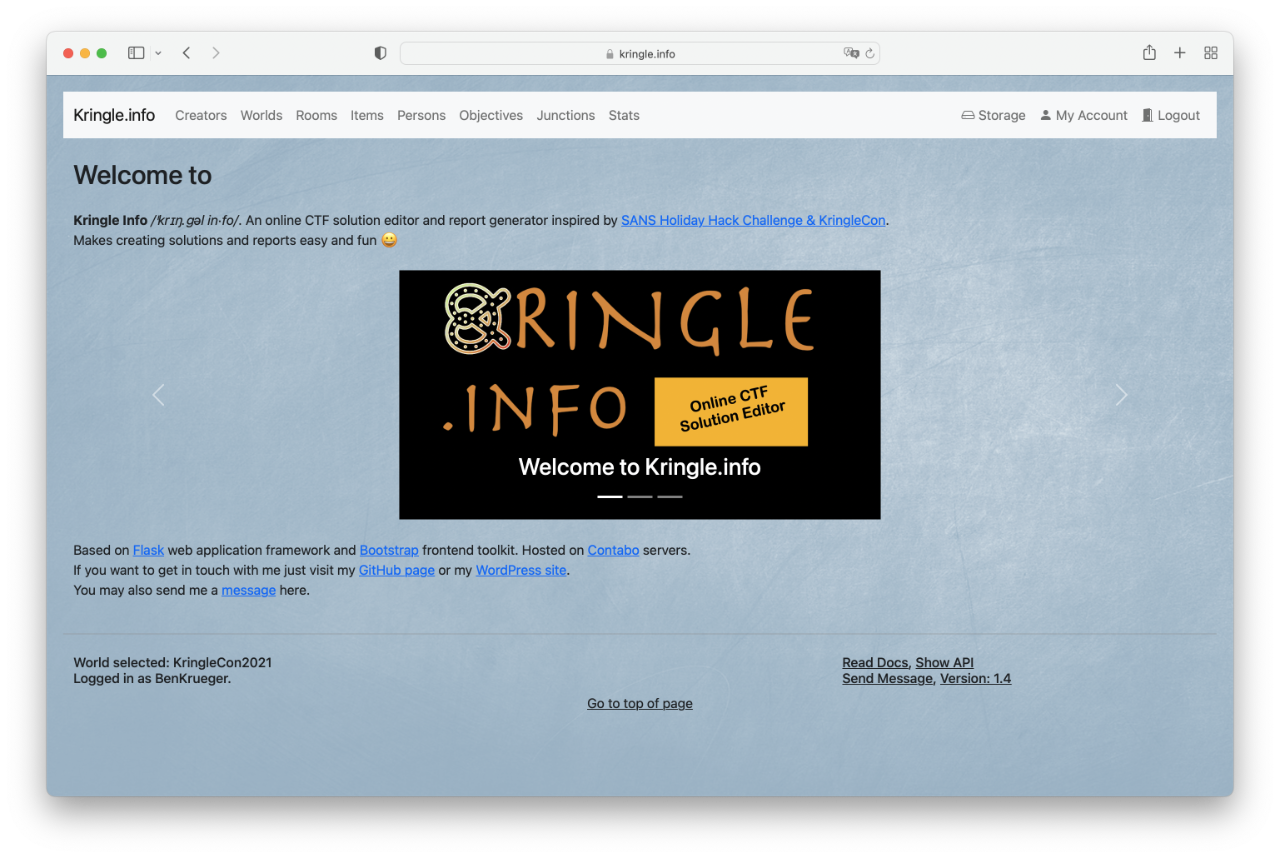 kringle.info
Kringle.info Creators Worlds Rooms Items Persons Objectives Junctions Stats Storage My Account Logout
Welcome to
Kringle Info /ˈkrɪŋ.gəl in·fo/. An online CTF solution editor and report generator inspired by SANS Holiday Hack Challenge & KringleCon.
Makes creating solutions and reports easy and fun 😀
KRINGLE
.INFO
Online CTF
Solution Editor
Welcome to Kringle.info
Based on Flask web application framework and Bootstrap frontend toolkit. Hosted on Contabo servers.
If you want to get in touch with me just visit my GitHub page or my WordPress site.
You may also send me a message here.
World selected: KringleCon2021
Logged in as BenKrueger.
Read Docs, Show API
Send Message, Version: 1.4
Go to top of page